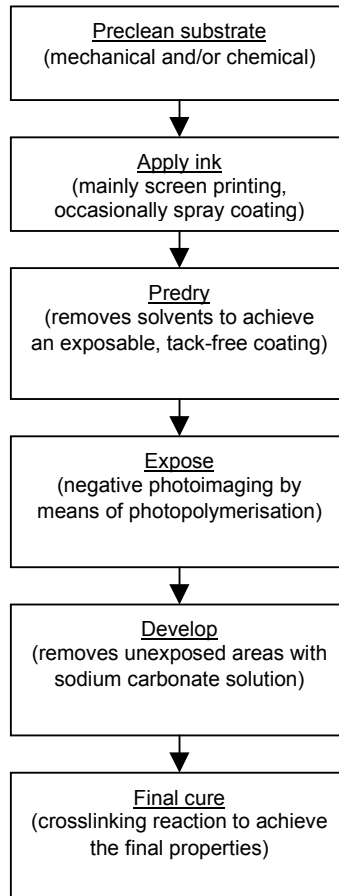 Preclean substrate
(mechanical and/or chemical)
Apply ink
(mainly screen printing,
occasionally spray coating)
Predry
(removes solvents to achieve
an exposable, tack-free coating)
Expose
(negative photoimaging by
means of photopolymerisation)
Develop
(removes unexposed areas with
sodium carbonate solution)
Final cure
(crosslinking reaction to achieve
the final properties)